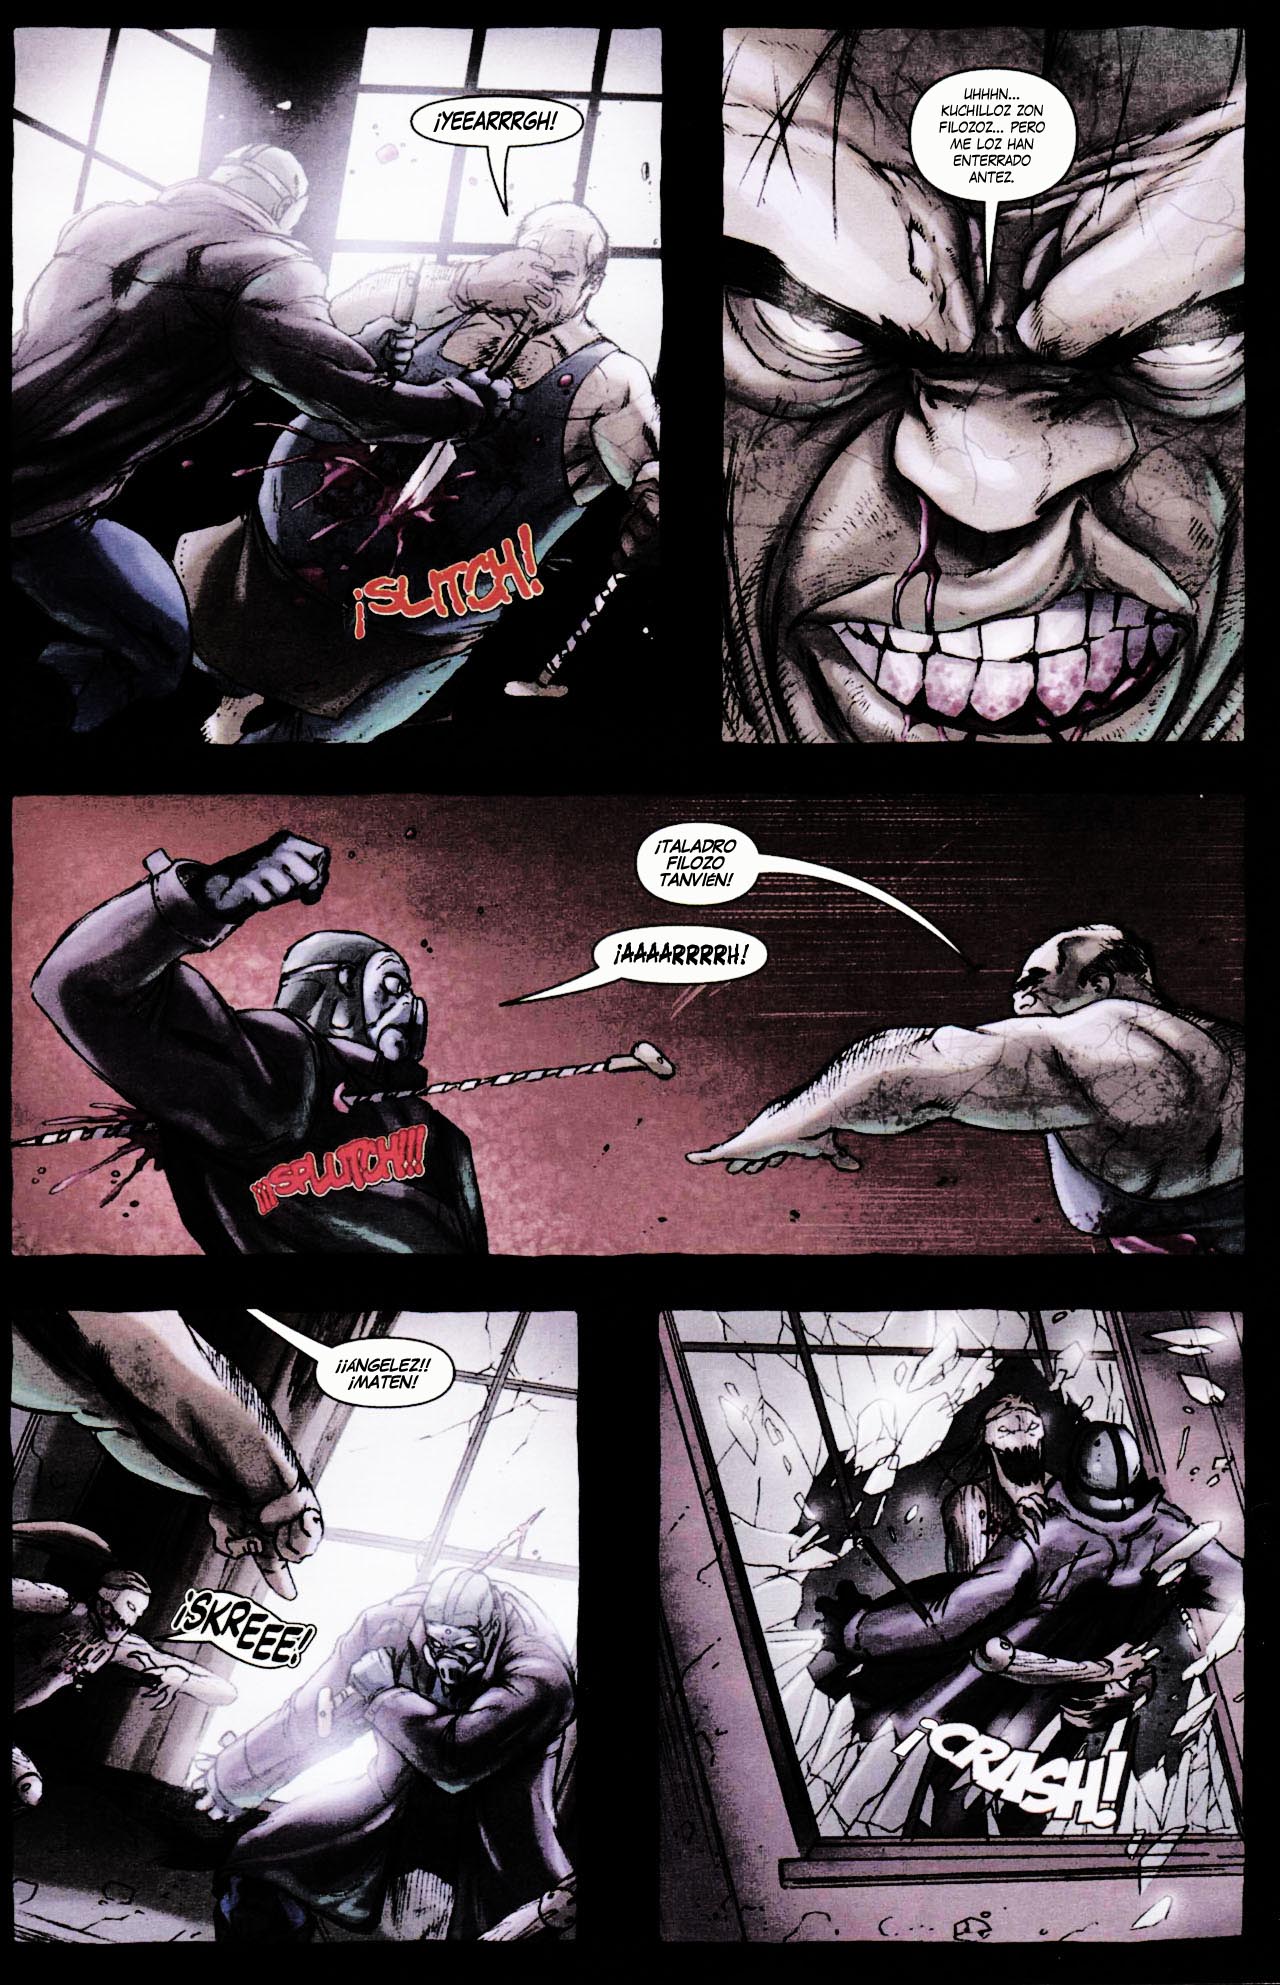 ¡YEEARRRGH!
¡SLITCH!
UHHHN...
KUCHILLOZ ZON
FILOZOZ... PERO
ME LOZ HAN
ENTERRADO
ANTEZ.
¡TALADRO
FILOZO
TANVIÉN!
¡AAAARRRRH!
¡¡¡SPLUTCH!!!
¡¡ANGELEZ!!
¡MATEN!
¡SKREEE!
¡CRASH!